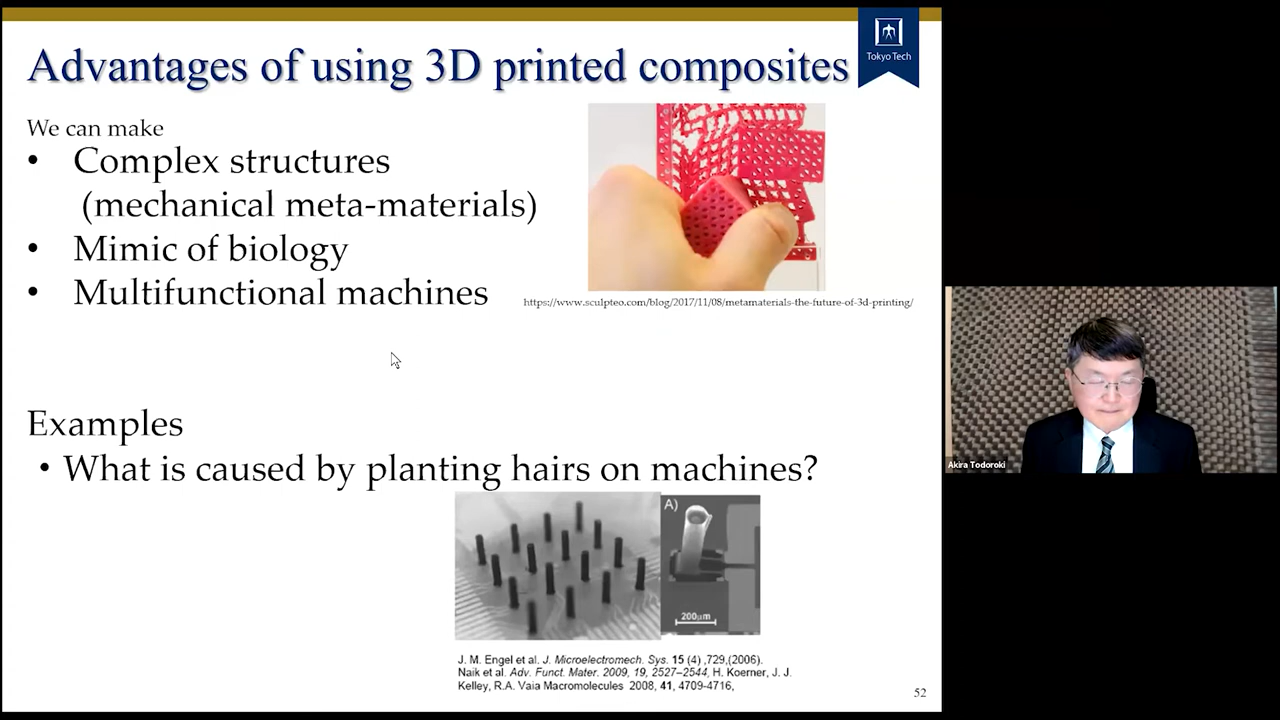 Advantages of using 3D printed composites
Tokyo Tech
We can make
• Complex structures
(mechanical meta-materials)
• Mimic of biology
• Multifunctional machines
https://www.sculpteo.com/blog/2017/11/08/metamaterials-the-future-of-3d-printing/
Examples
• What is caused by planting hairs on machines?
A)
200μm
J. M. Engel et al. J. Microelectromech. Sys. 15 (4) ,729,(2006).
Naik et al. Adv. Funct. Mater. 2009, 19, 2527–2544, H. Koerner, J. J.
Kelley, R.A. Vaia Macromolecules 2008, 41, 4709-4716,
52
Akira Todoroki